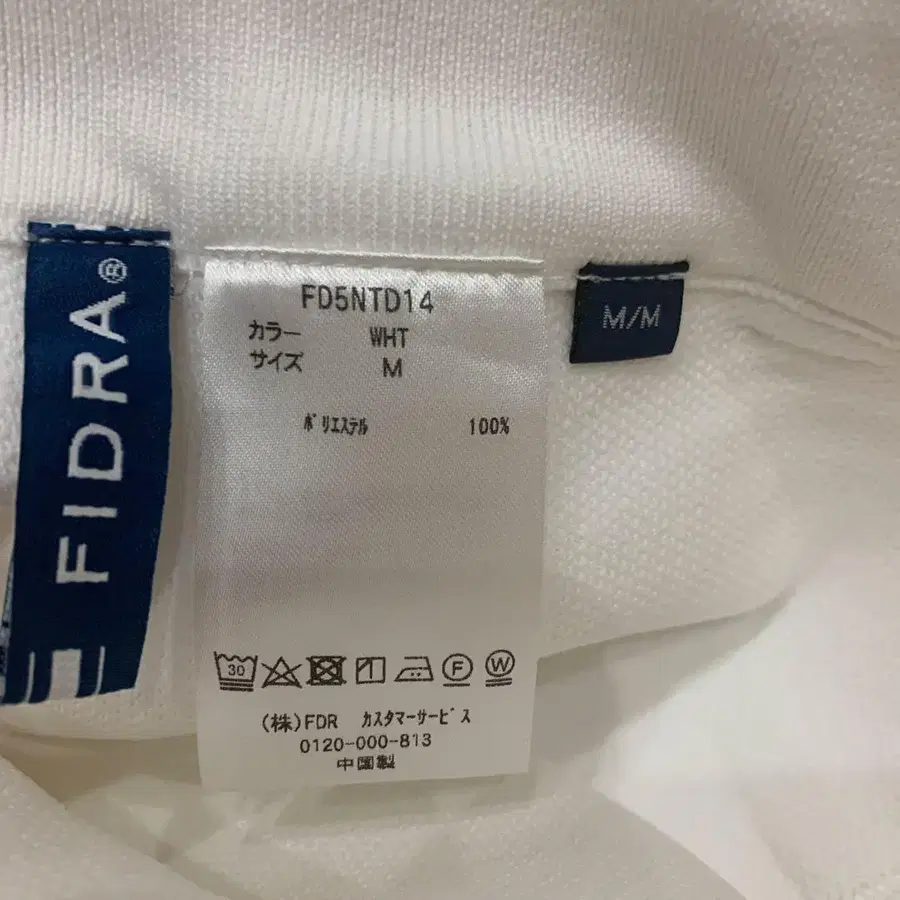 FIDRA®
FD5NTD14
カラー WHT
サイズ M
ポリエステル 100%
30
F W
(株)FDR カスタマーサービス
0120-000-813
中国製
M/M